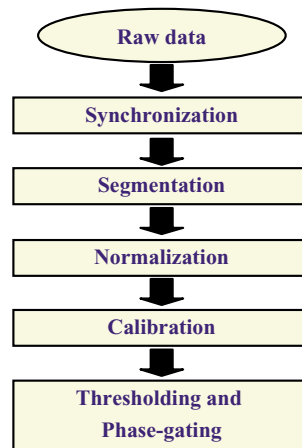 Raw data
Synchronization
Segmentation
Normalization
Calibration
Thresholding and
Phase-gating